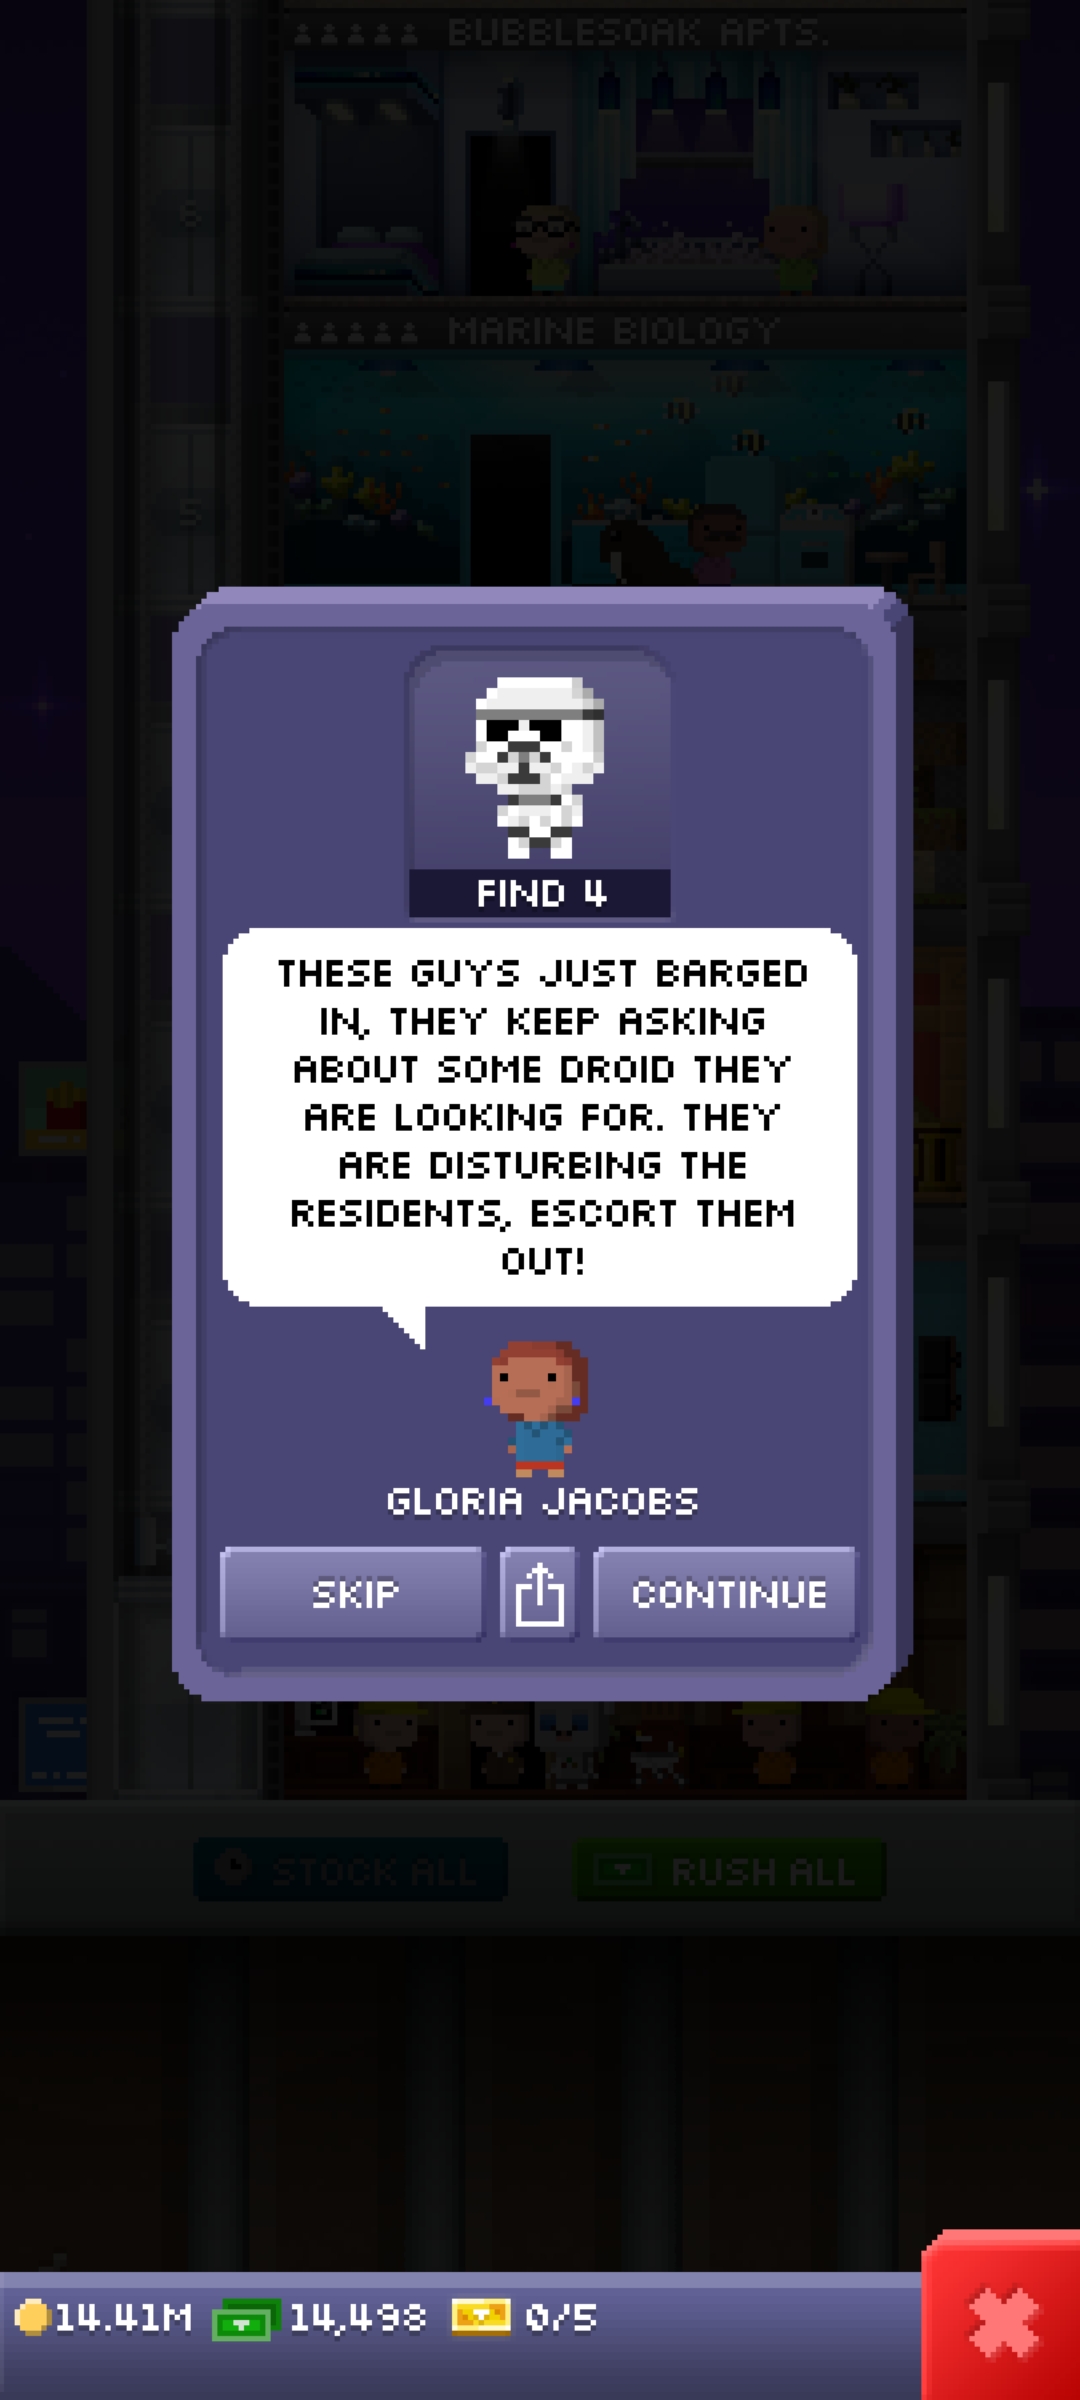 BUBBLESOAK APTS.
6
MARINE BIOLOGY
5
FIND 4
THESE GUYS JUST BARGED
IN, THEY KEEP ASKING
ABOUT SOME DROID THEY
ARE LOOKING FOR. THEY
ARE DISTURBING THE
RESIDENTS, ESCORT THEM
OUT!
GLORIA JACOBS
SKIP
CONTINUE
STOCK ALL
RUSH ALL
14.41M 14,498 0/5